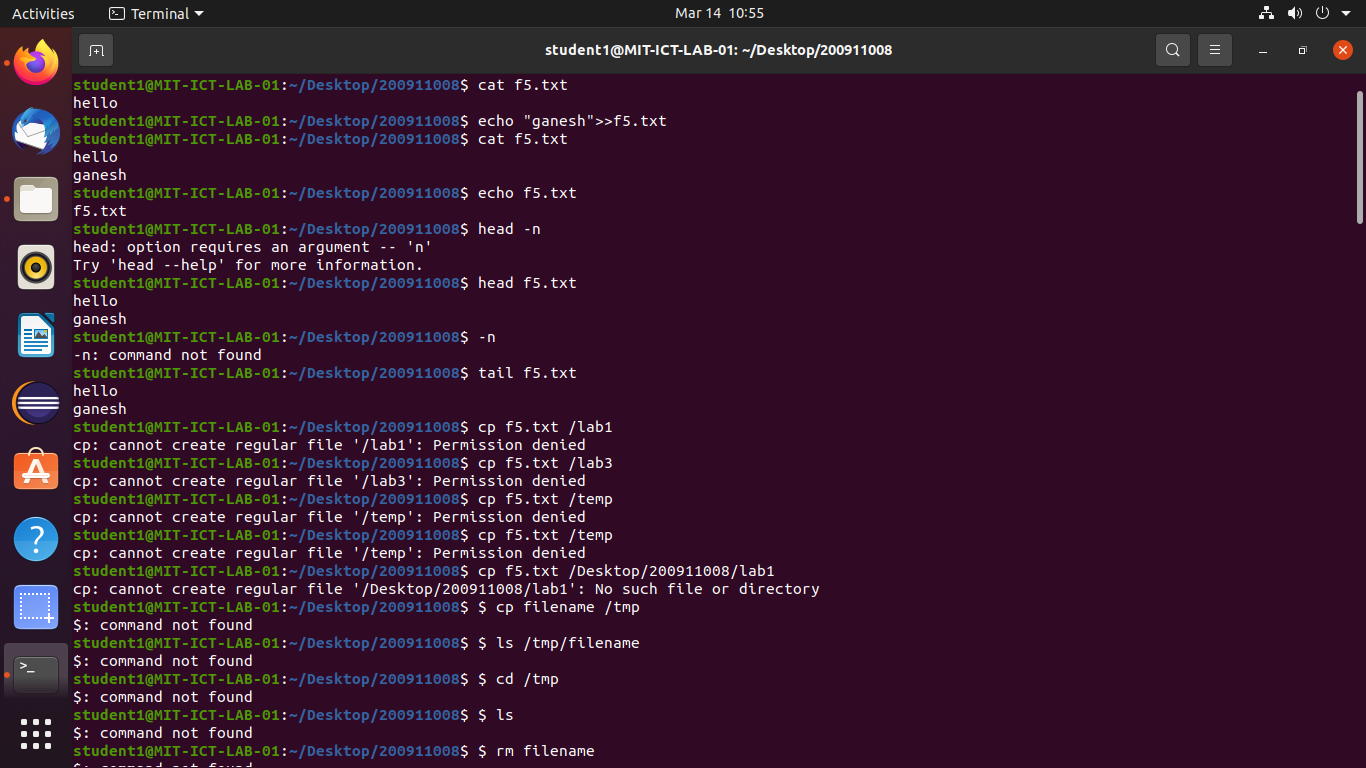 Activities
Terminal
Mar 14 10:55
student1@MIT-ICT-LAB-01: ~/Desktop/200911008
student1@MIT-ICT-LAB-01:~/Desktop/200911008$ cat f5.txt
hello
student1@MIT-ICT-LAB-01:~/Desktop/200911008$ echo "ganesh">>f5.txt
student1@MIT-ICT-LAB-01:~/Desktop/200911008$ cat f5.txt
hello
ganesh
student1@MIT-ICT-LAB-01:~/Desktop/200911008$ echo f5.txt
f5.txt
student1@MIT-ICT-LAB-01:~/Desktop/200911008$ head -n
head: option requires an argument -- 'n'
Try 'head --help' for more information.
student1@MIT-ICT-LAB-01:~/Desktop/200911008$ head f5.txt
hello
ganesh
student1@MIT-ICT-LAB-01:~/Desktop/200911008$ -n
-n: command not found
student1@MIT-ICT-LAB-01:~/Desktop/200911008$ tail f5.txt
hello
ganesh
student1@MIT-ICT-LAB-01:~/Desktop/200911008$ cp f5.txt /lab1
cp: cannot create regular file '/lab1': Permission denied
student1@MIT-ICT-LAB-01:~/Desktop/200911008$ cp f5.txt /lab3
cp: cannot create regular file '/lab3': Permission denied
student1@MIT-ICT-LAB-01:~/Desktop/200911008$ cp f5.txt /temp
cp: cannot create regular file '/temp': Permission denied
student1@MIT-ICT-LAB-01:~/Desktop/200911008$ cp f5.txt /temp
cp: cannot create regular file '/temp': Permission denied
student1@MIT-ICT-LAB-01:~/Desktop/200911008$ cp f5.txt /Desktop/200911008/lab1
cp: cannot create regular file '/Desktop/200911008/lab1': No such file or directory
student1@MIT-ICT-LAB-01:~/Desktop/200911008$ $ cp filename /tmp
$: command not found
student1@MIT-ICT-LAB-01:~/Desktop/200911008$ $ ls /tmp/filename
$: command not found
student1@MIT-ICT-LAB-01:~/Desktop/200911008$ $ cd /tmp
$: command not found
student1@MIT-ICT-LAB-01:~/Desktop/200911008$ $ ls
$: command not found
student1@MIT-ICT-LAB-01:~/Desktop/200911008$ $ rm filename
$: command not found